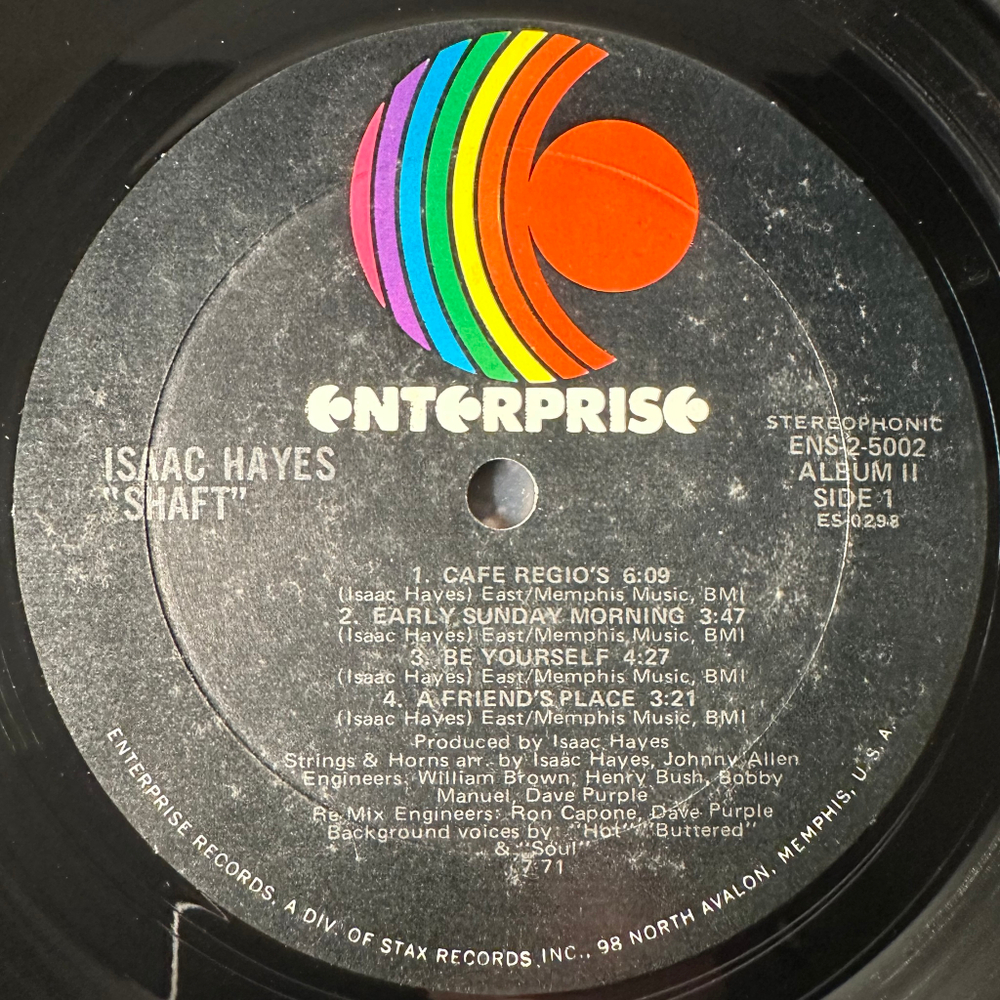 ENTERPRISE
ISAAC HAYES
"SHAFT"
STEREOPHONIC
ENS-2-5002
ALBUM II
SIDE 1
ES-0298
1. CAFE REGIO'S 6:09
(Isaac Hayes) East/Memphis Music, BMI
2. EARLY SUNDAY MORNING 3:47
(Isaac Hayes) East/Memphis Music, BMI
3. BE YOURSELF 4:27
(Isaac Hayes) East/Memphis Music, BMI
4. A FRIEND'S PLACE 3:21
(Isaac Hayes) East/Memphis Music, BMI
Produced by Isaac Hayes
Strings & Horns arr. by Isaac Hayes, Johnny Allen
Engineers: William Brown, Henry Bush, Bobby
Manuel, Dave Purple
Re-Mix Engineers: Ron Capone, Dave Purple
Background voices by: "Hot" "Buttered"
& "Soul"
7-71
ENTERPRISE RECORDS, A DIV. OF STAX RECORDS INC., 98 NORTH AVALON, MEMPHIS, U.S.A.